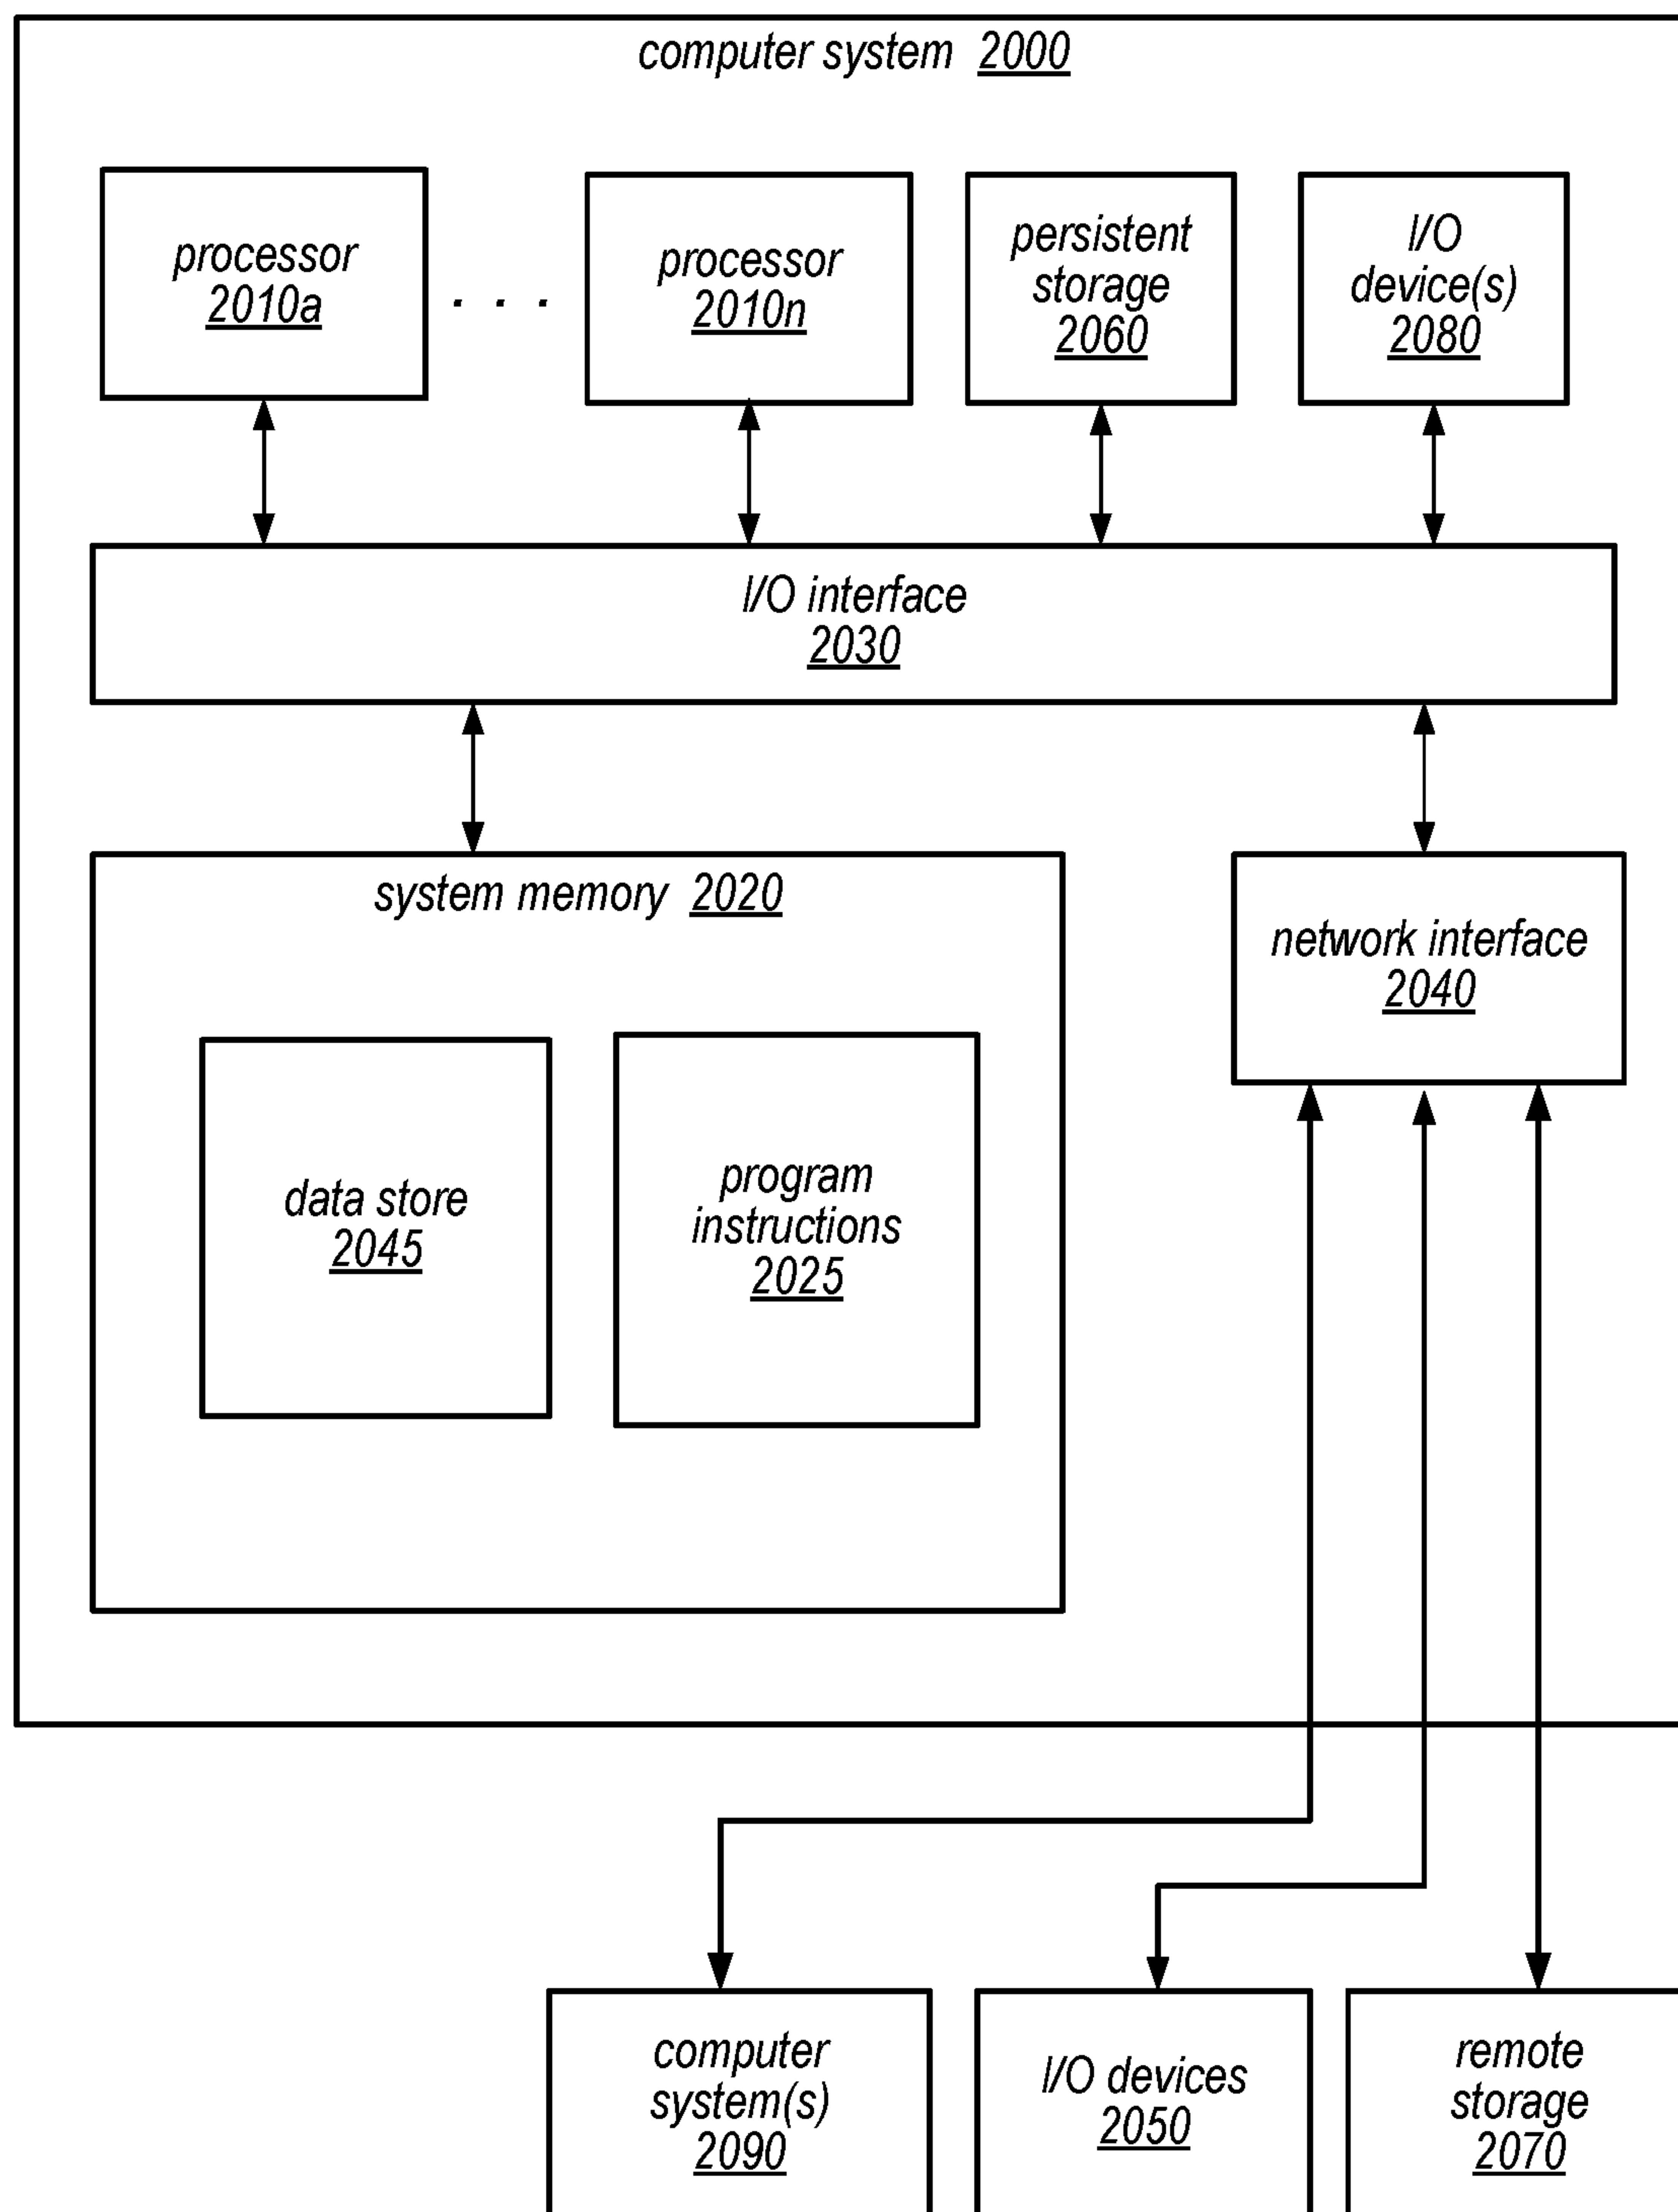 computer system 2000
processor
2010a
. . .
processor
2010n
persistent
storage
2060
I/O
device(s)
2080
I/O interface
2030
system memory 2020
network interface
2040
data store
2045
program
instructions
2025
computer
system(s)
2090
I/O devices
2050
remote
storage
2070